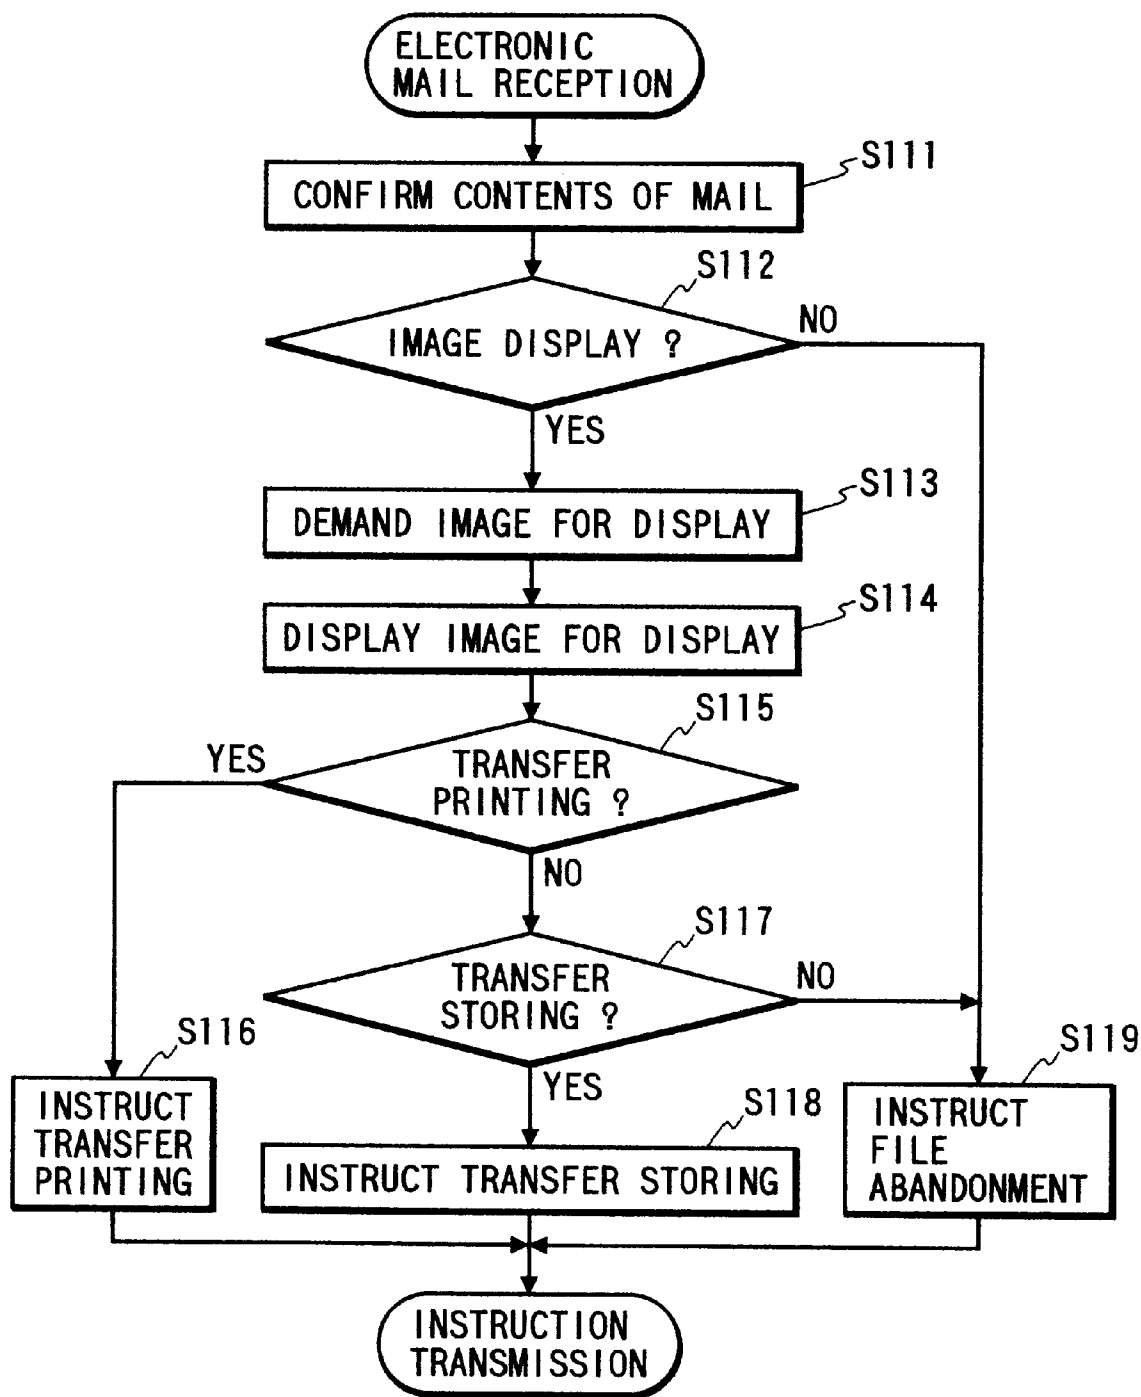 ELECTRONIC
MAIL RECEPTION
S111
CONFIRM CONTENTS OF MAIL
S112
IMAGE DISPLAY ?
NO
YES
S113
DEMAND IMAGE FOR DISPLAY
S114
DISPLAY IMAGE FOR DISPLAY
S115
YES
TRANSFER
PRINTING ?
NO
S117
TRANSFER
STORING ?
NO
YES
S116
INSTRUCT
TRANSFER
PRINTING
S118
INSTRUCT TRANSFER STORING
S119
INSTRUCT
FILE
ABANDONMENT
INSTRUCTION
TRANSMISSION